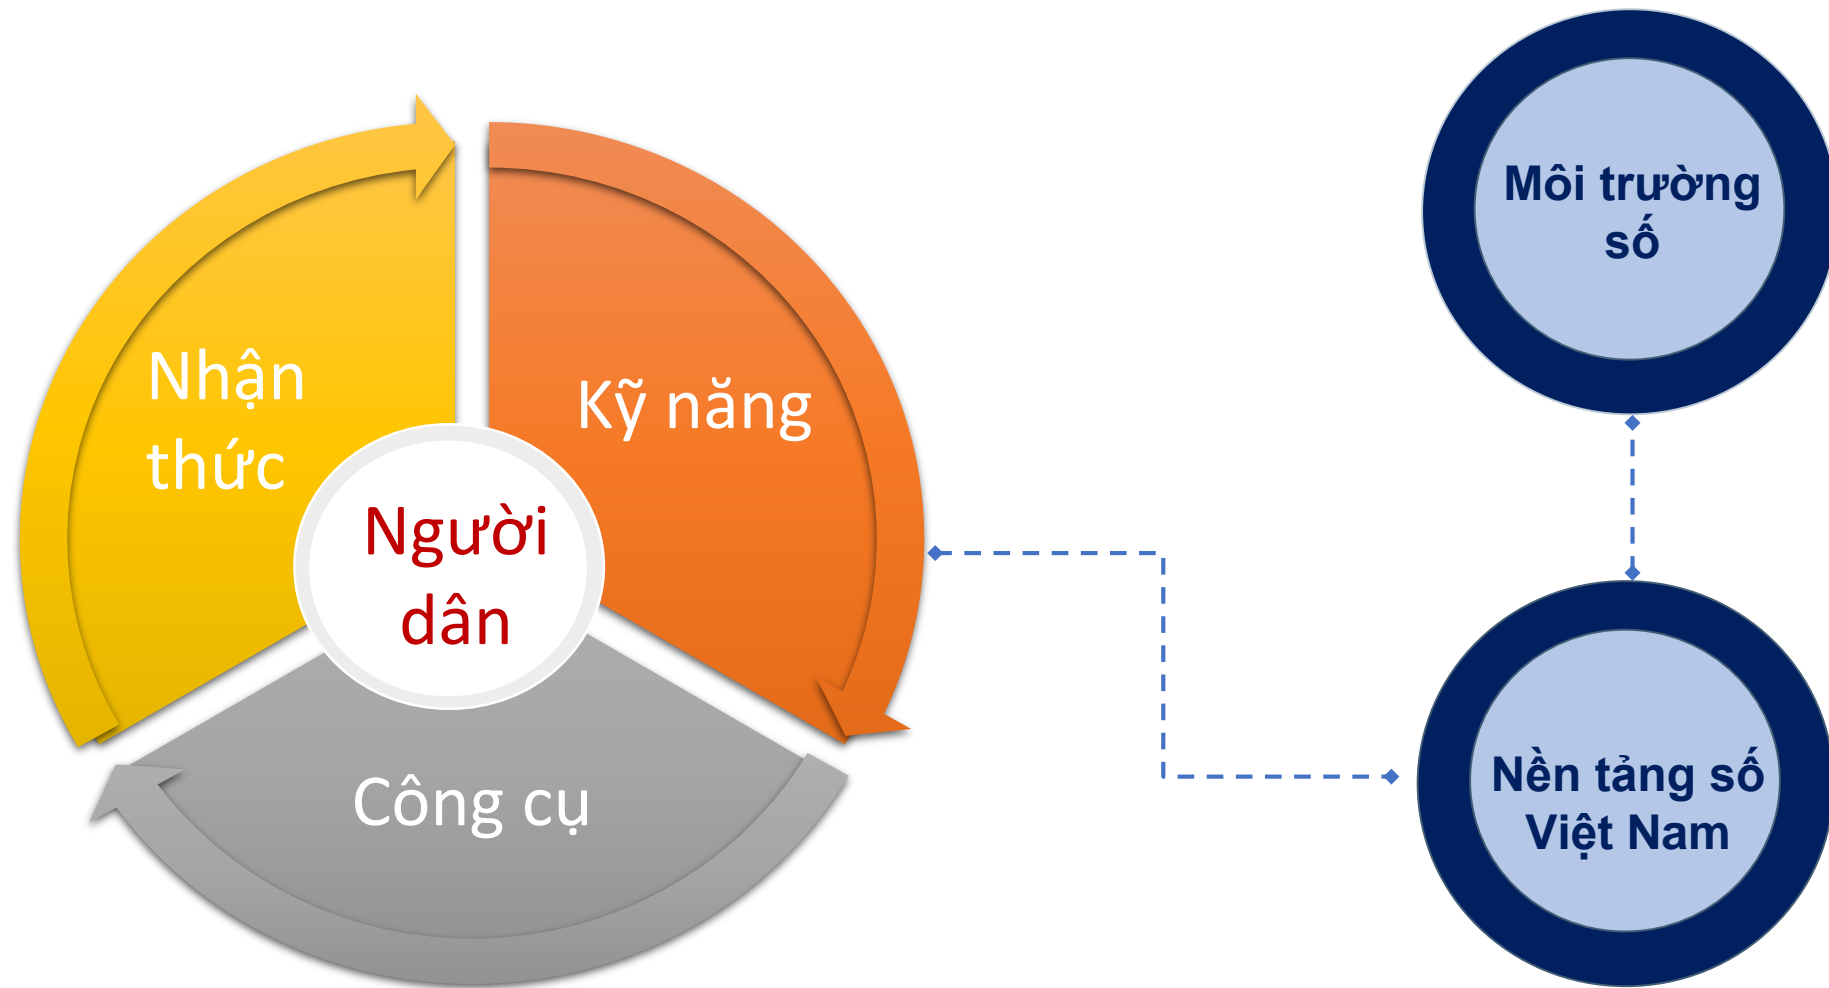 Nhận
thức
Kỹ năng
Người
dân
Công cụ
Môi trường
số
Nền tảng số
Việt Nam